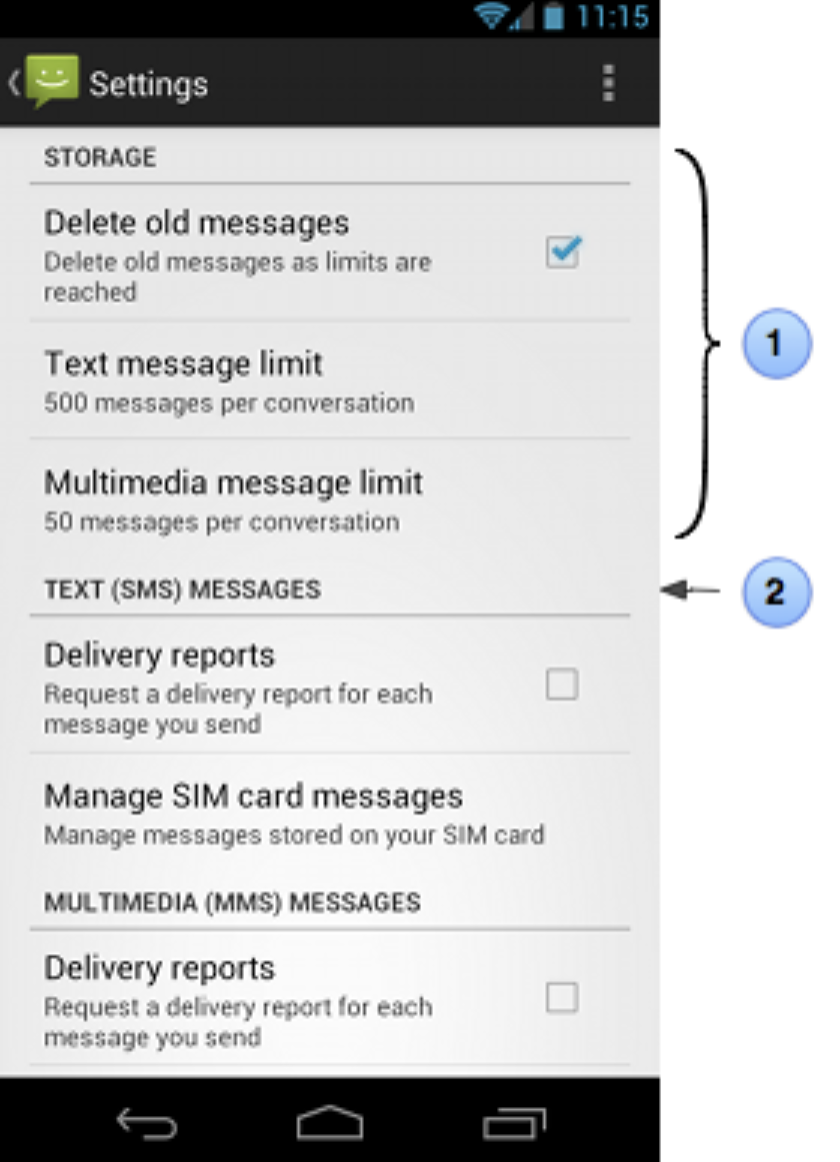 11:15
Settings
STORAGE
Delete old messages
Delete old messages as limits are
reached
1
Text message limit
500 messages per conversation
Multimedia message limit
50 messages per conversation
TEXT (SMS) MESSAGES
2
Delivery reports
Request a delivery report for each
message you send
Manage SIM card messages
Manage messages stored on your SIM card
MULTIMEDIA (MMS) MESSAGES
Delivery reports
Request a delivery report for each
message you send